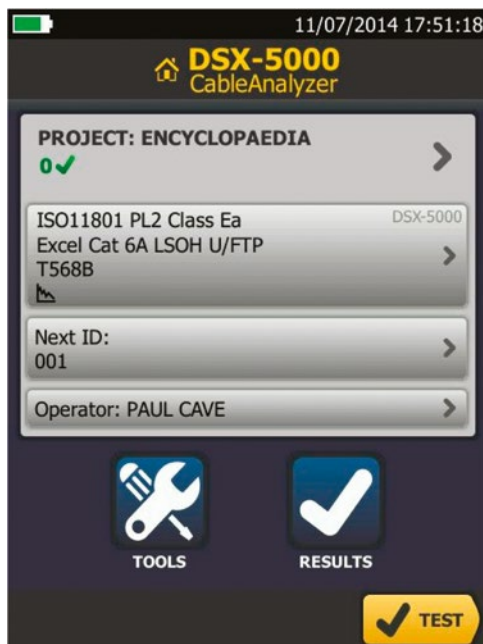 11/07/2014 17:51:18
DSX-5000
CableAnalyzer
PROJECT: ENCYCLOPAEDIA
0
ISO11801 PL2 Class Ea
DSX-5000
Excel Cat 6A LSOH U/FTP
T568B
Next ID:
001
Operator: PAUL CAVE
TOOLS
RESULTS
TEST